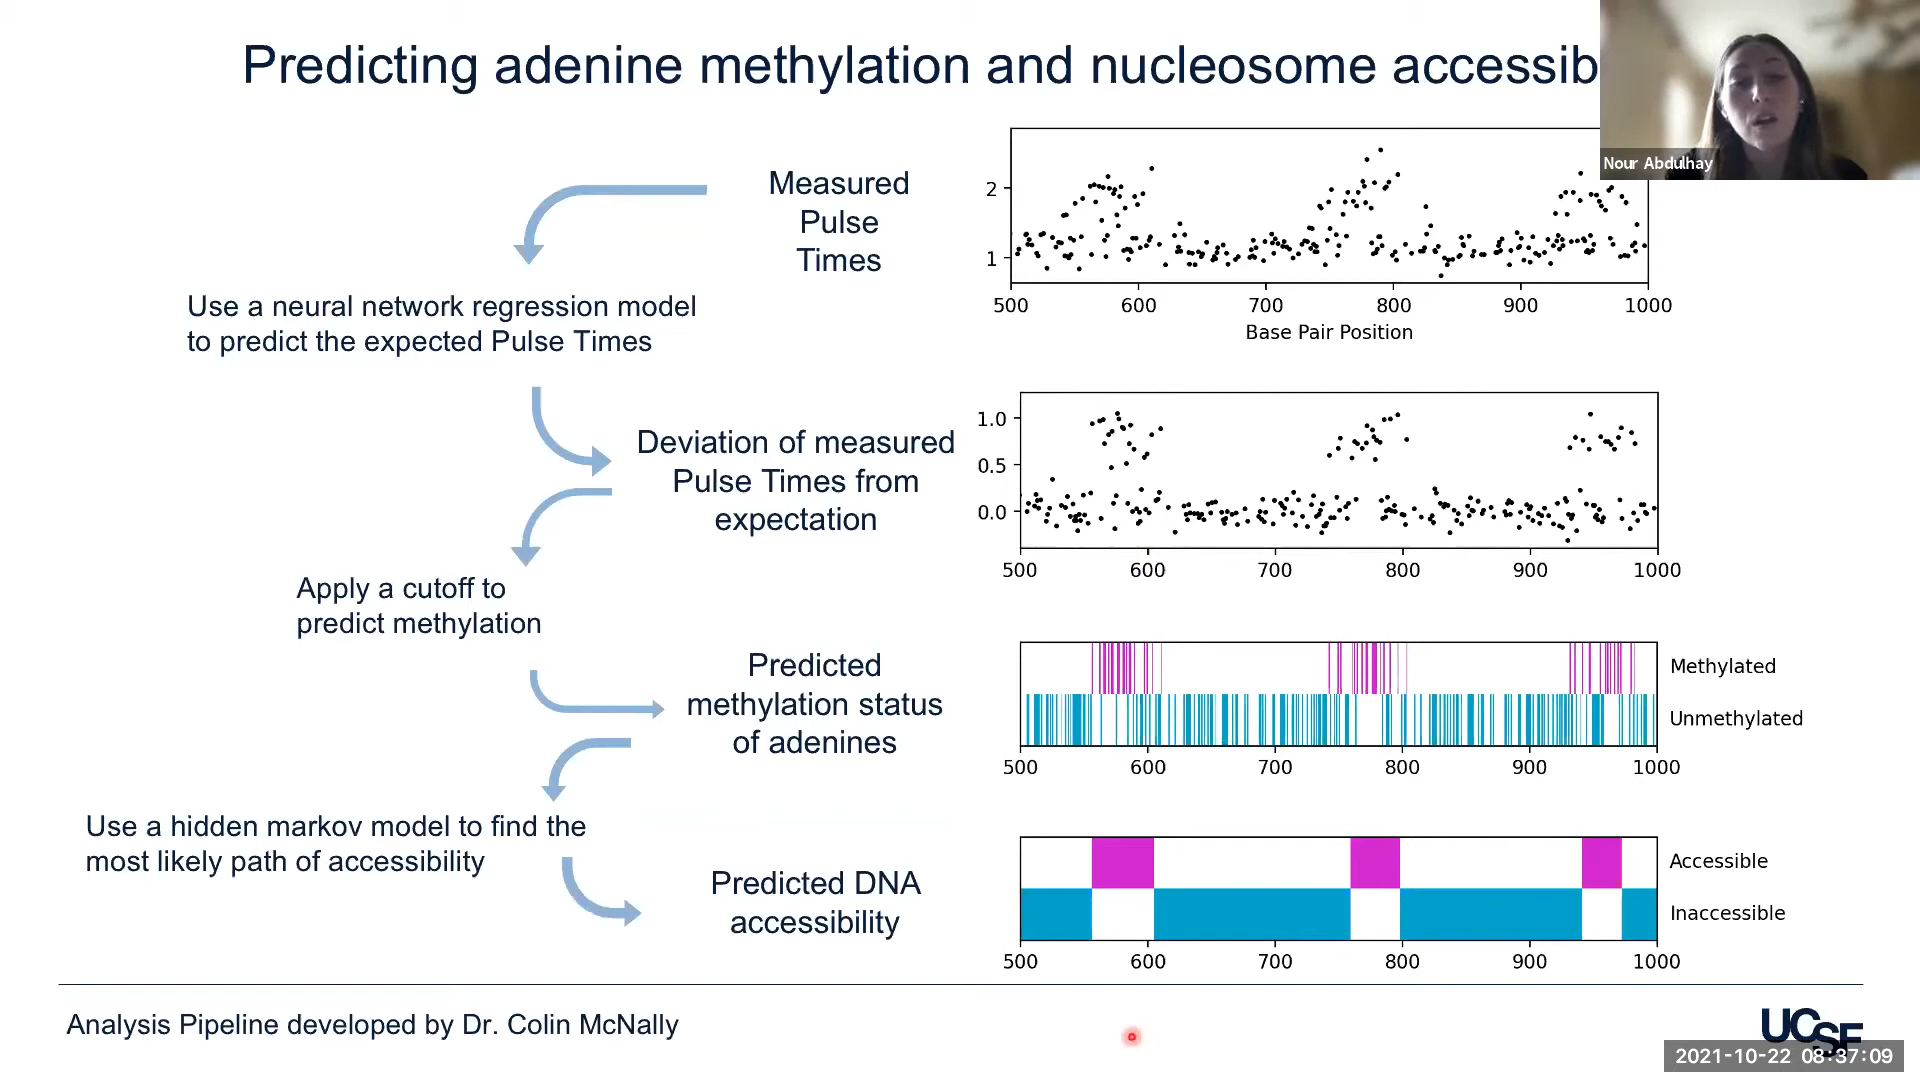 Predicting adenine methylation and nucleosome accessib
Nour Abdulhay
Measured
Pulse
Times
2
1
500 600 700 800 900 1000
Base Pair Position
Use a neural network regression model
to predict the expected Pulse Times
Deviation of measured
Pulse Times from
expectation
1.0
0.5
0.0
500 600 700 800 900 1000
Apply a cutoff to
predict methylation
Predicted
methylation status
of adenines
Methylated
Unmethylated
500 600 700 800 900 1000
Use a hidden markov model to find the
most likely path of accessibility
Predicted DNA
accessibility
Accessible
Inaccessible
500 600 700 800 900 1000
Analysis Pipeline developed by Dr. Colin McNally
UCSF
2021-10-22 08:37:09